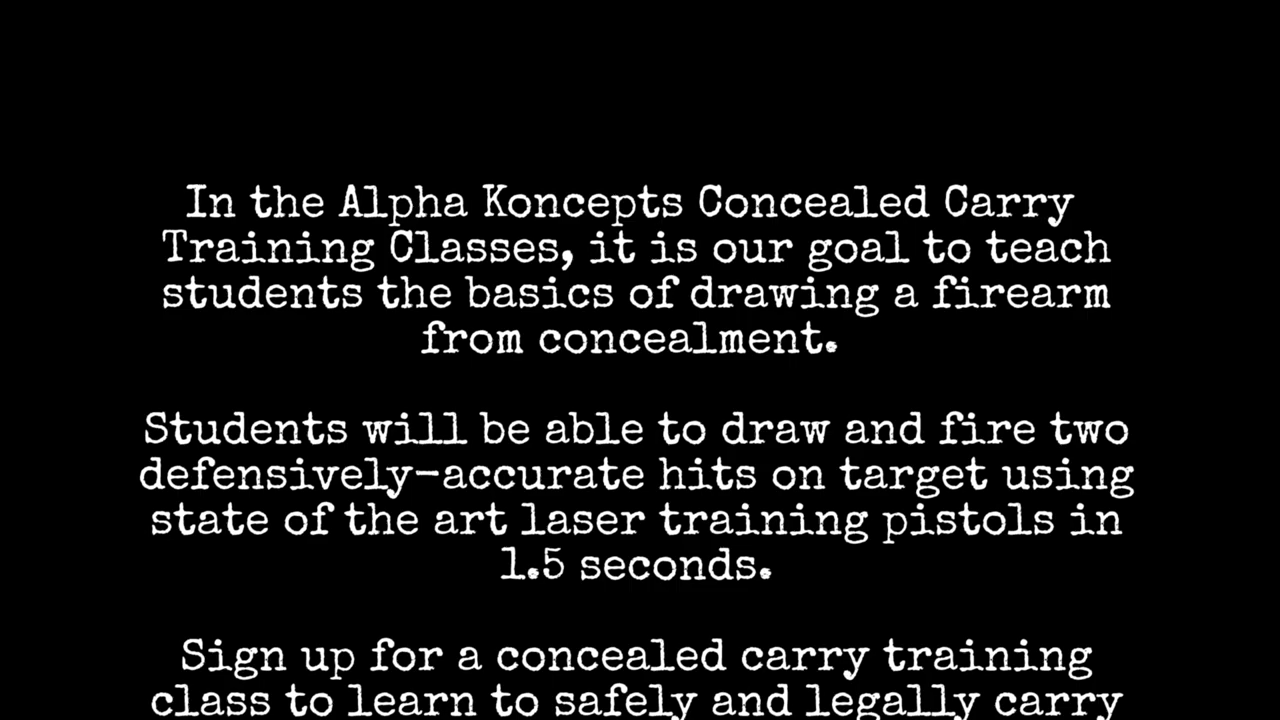 In the Alpha Koncepts Concealed Carry
Training Classes, it is our goal to teach
students the basics of drawing a firearm
from concealment.
Students will be able to draw and fire two
defensively-accurate hits on target using
state of the art laser training pistols in
1.5 seconds.
Sign up for a concealed carry training
class to learn to safely and legally carry